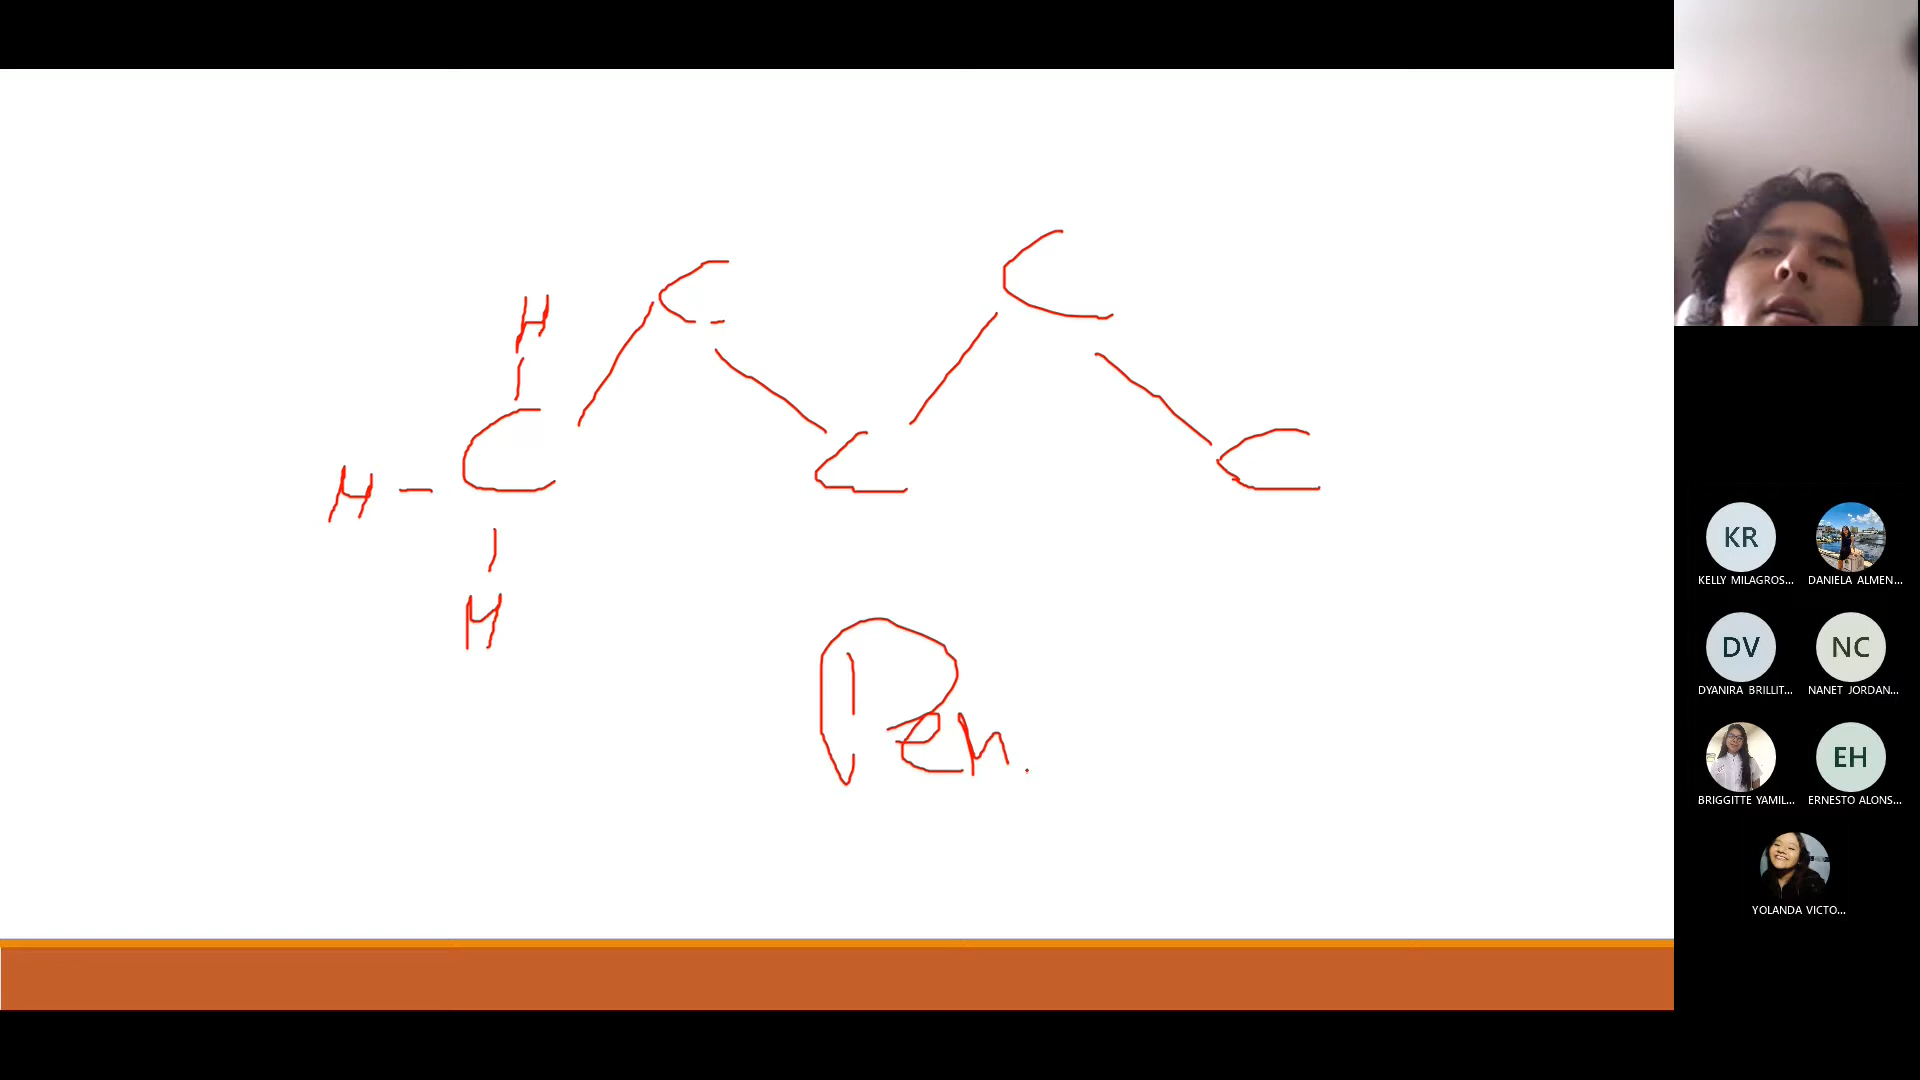 C C
H
C C C
H –
H
Pen.
KR
KELLY MILAGROS...
DANIELA ALMEN...
DV
DYANIRA BRILLIT...
NC
NANET JORDAN...
BRIGGITTE YAMIL...
EH
ERNESTO ALONS...
YOLANDA VICTO...